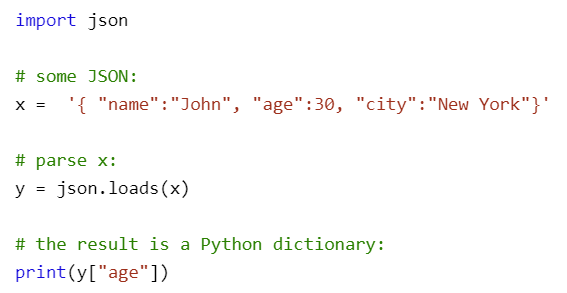 import json
# some JSON:
x =  '{ "name":"John", "age":30, "city":"New York"}'
# parse x:
y = json.loads(x)
# the result is a Python dictionary:
print(y["age"])